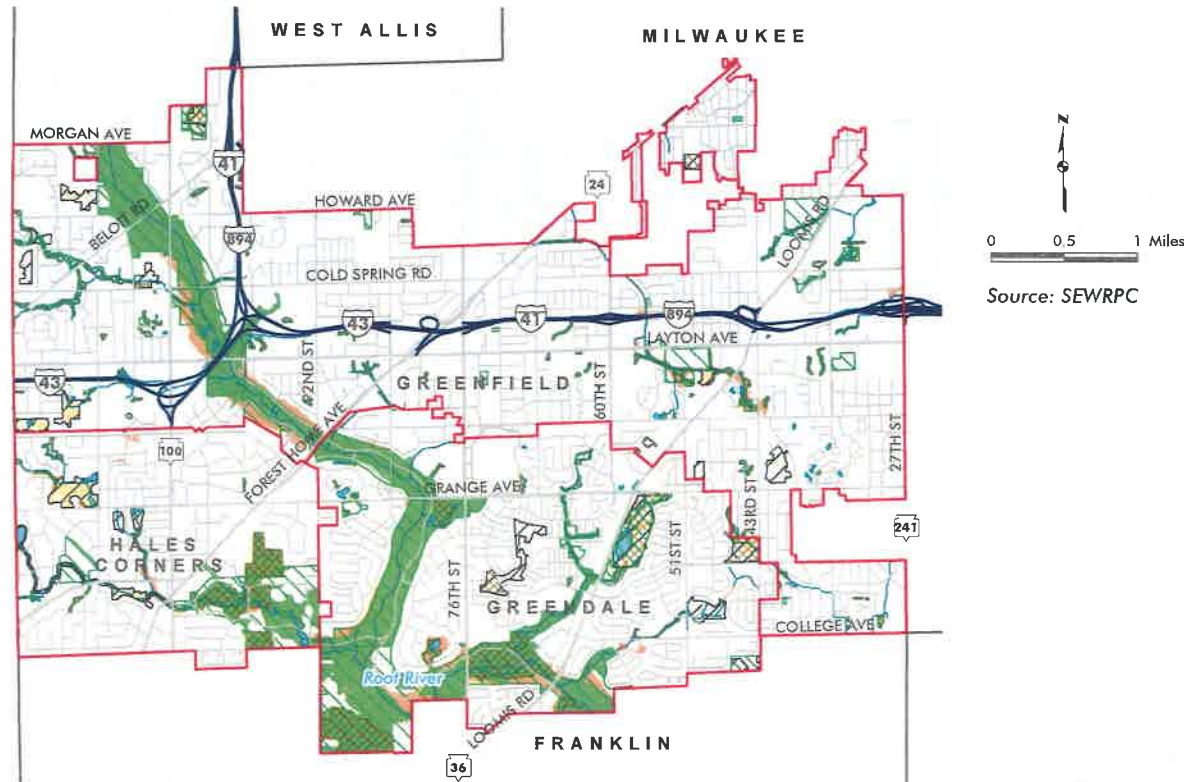 WEST ALLIS
MILWAUKEE
MORGAN AVE
41
24
N
HOWARD AVE
BELOIT RD
LOOMIS RD
894
0 0.5 1 Miles
COLD SPRING RD
Source: SEWRPC
43
41
894
LAYTON AVE
43
GREENFIELD
60TH ST
27TH ST
100
FOREST HOME AVE
GRANGE AVE
43RD ST
241
51ST ST
HALES
CORNERS
76TH ST
GREENDALE
COLLEGE AVE
Root River
LOOMIS RD
FRANKLIN
36